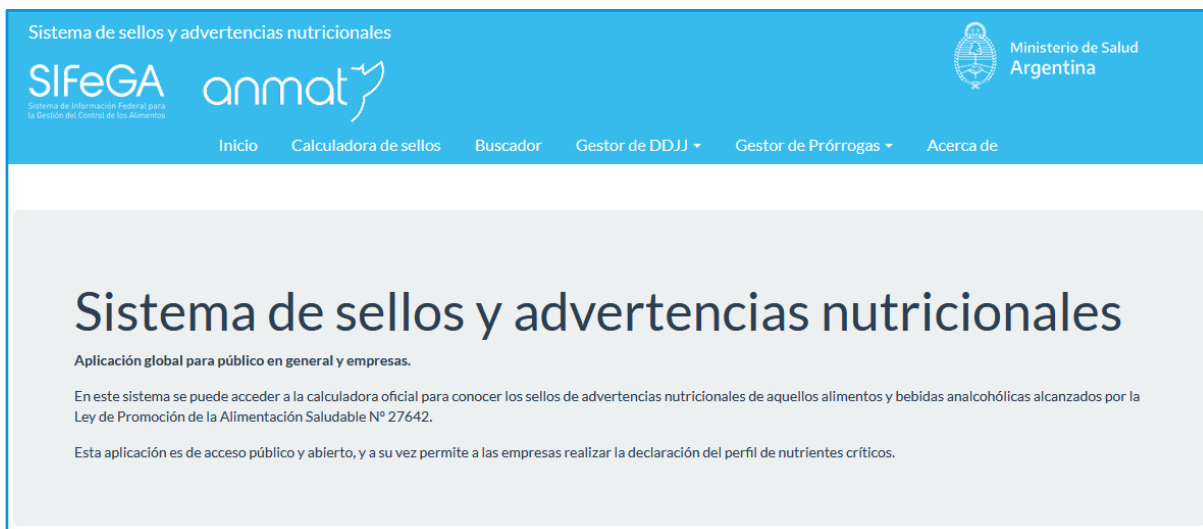 Sistema de sellos y advertencias nutricionales
SIFeGA
Sistema de Información Federal para
la Gestión del Control de los Alimentos
anmat
Ministerio de Salud
Argentina
Inicio Calculadora de sellos Buscador Gestor de DDJJ Gestor de Prórrogas Acerca de
Sistema de sellos y advertencias nutricionales
Aplicación global para público en general y empresas.
En este sistema se puede acceder a la calculadora oficial para conocer los sellos de advertencias nutricionales de aquellos alimentos y bebidas analcohólicas alcanzados por la
Ley de Promoción de la Alimentación Saludable Nº 27642.
Esta aplicación es de acceso público y abierto, y a su vez permite a las empresas realizar la declaración del perfil de nutrientes críticos.